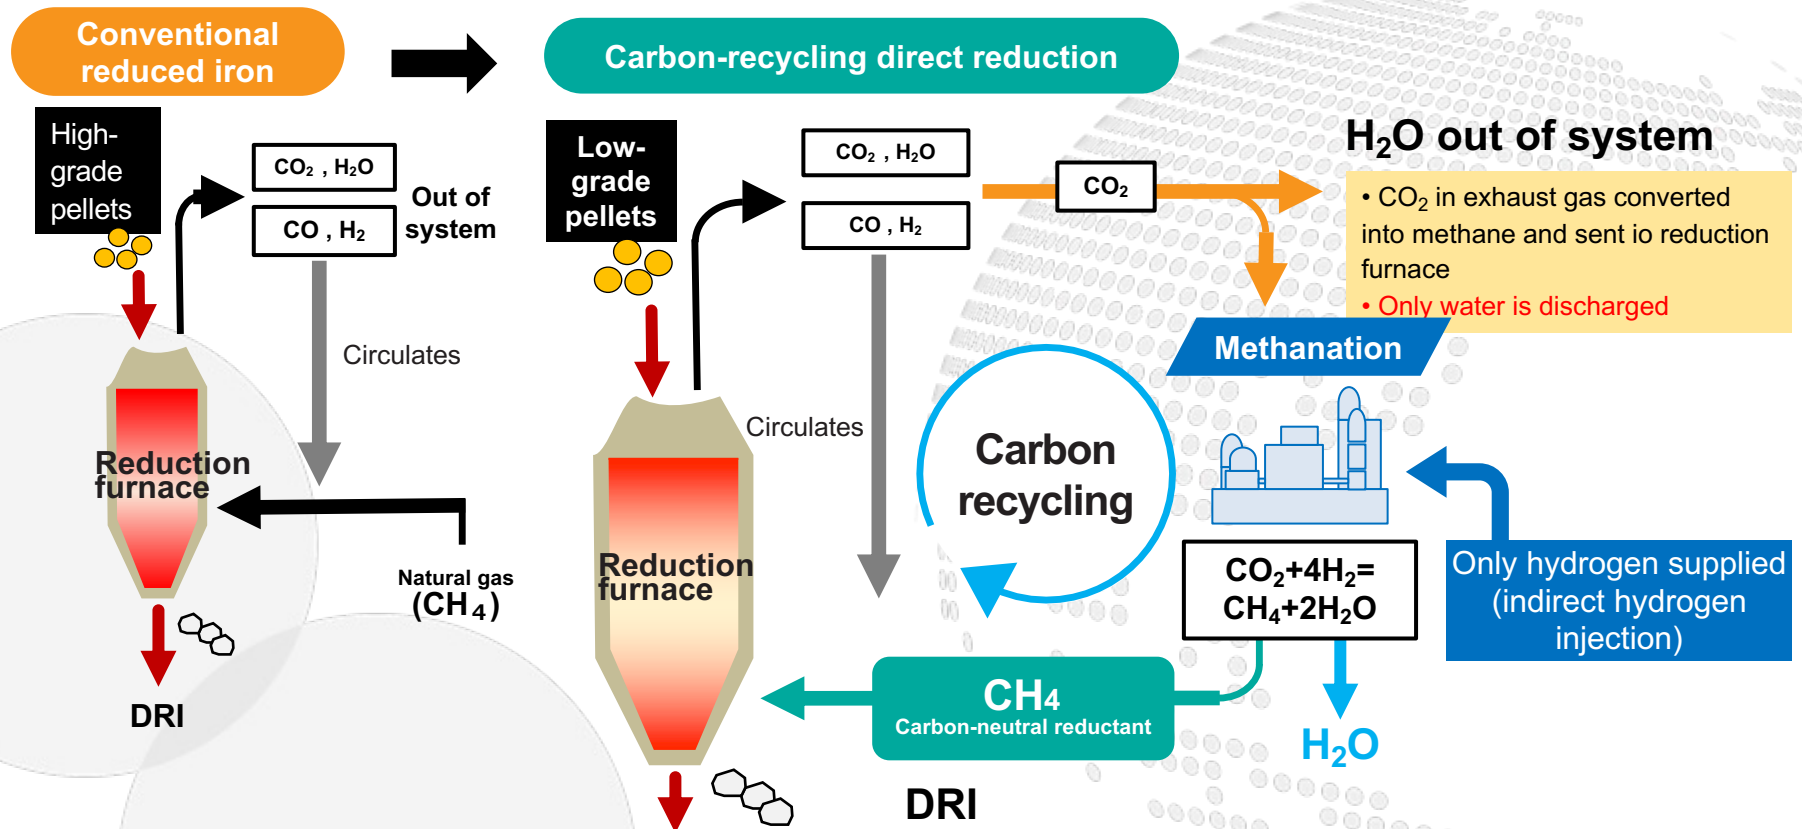 Conventional
reduced iron
Carbon-recycling direct reduction
High-
grade
pellets
CO₂ , H₂O
CO , H₂
Out of
system
Circulates
Reduction
furnace
Natural gas
(CH₄)
DRI
Low-
grade
pellets
CO₂ , H₂O
CO , H₂
Circulates
Reduction
furnace
CO₂
H₂O out of system
• CO₂ in exhaust gas converted
into methane and sent io reduction
furnace
• Only water is discharged
Methanation
Carbon
recycling
CO₂+4H₂=
CH₄+2H₂O
Only hydrogen supplied
(indirect hydrogen
injection)
CH4
Carbon-neutral reductant
H₂O
DRI